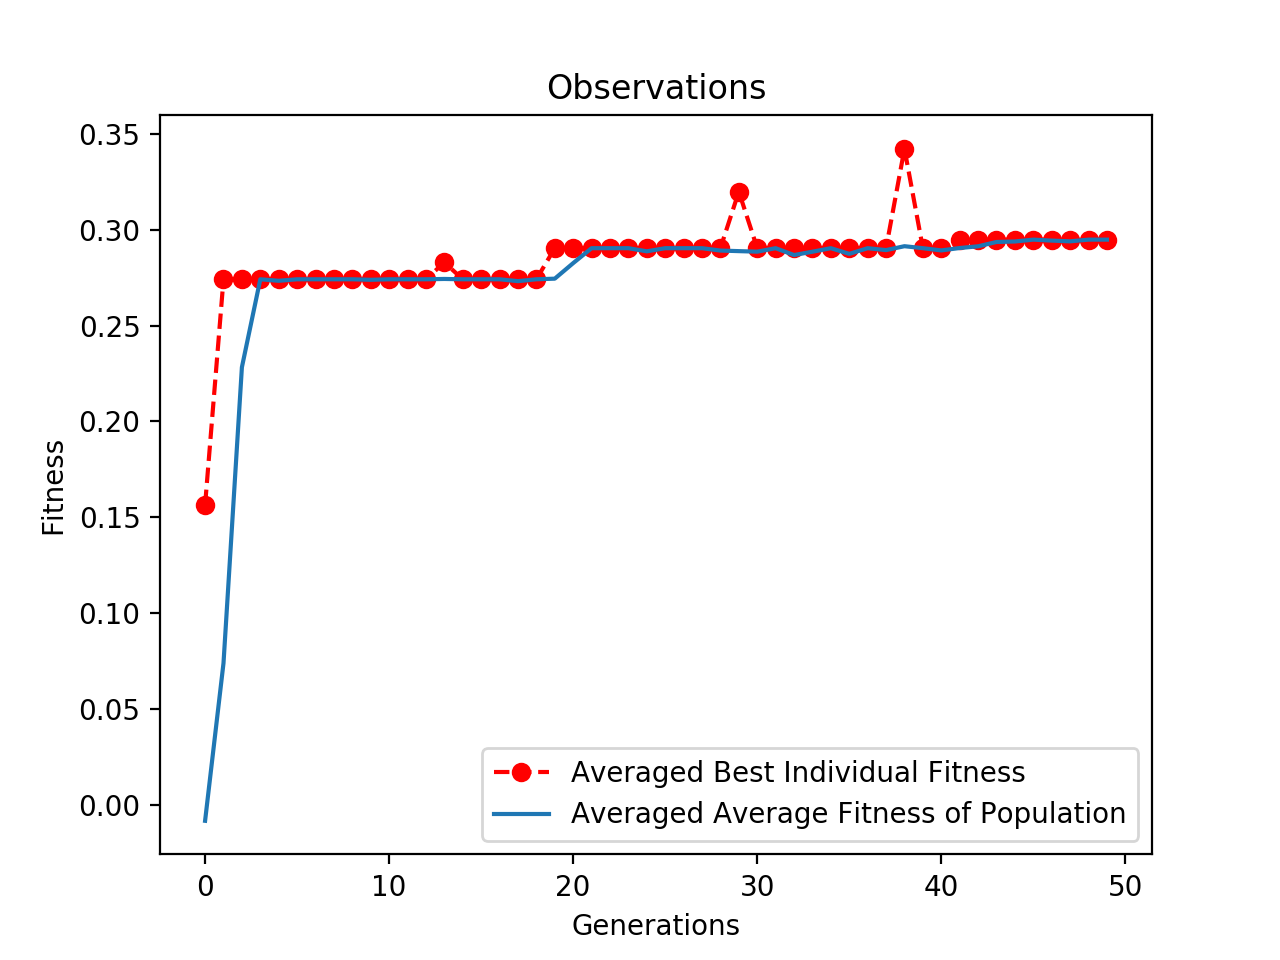 Observations
0.35
0.30
0.25
0.20
0.15
0.10
0.05
0.00
Fitness
0 10 20 30 40 50
Generations
Averaged Best Individual Fitness
Averaged Average Fitness of Population